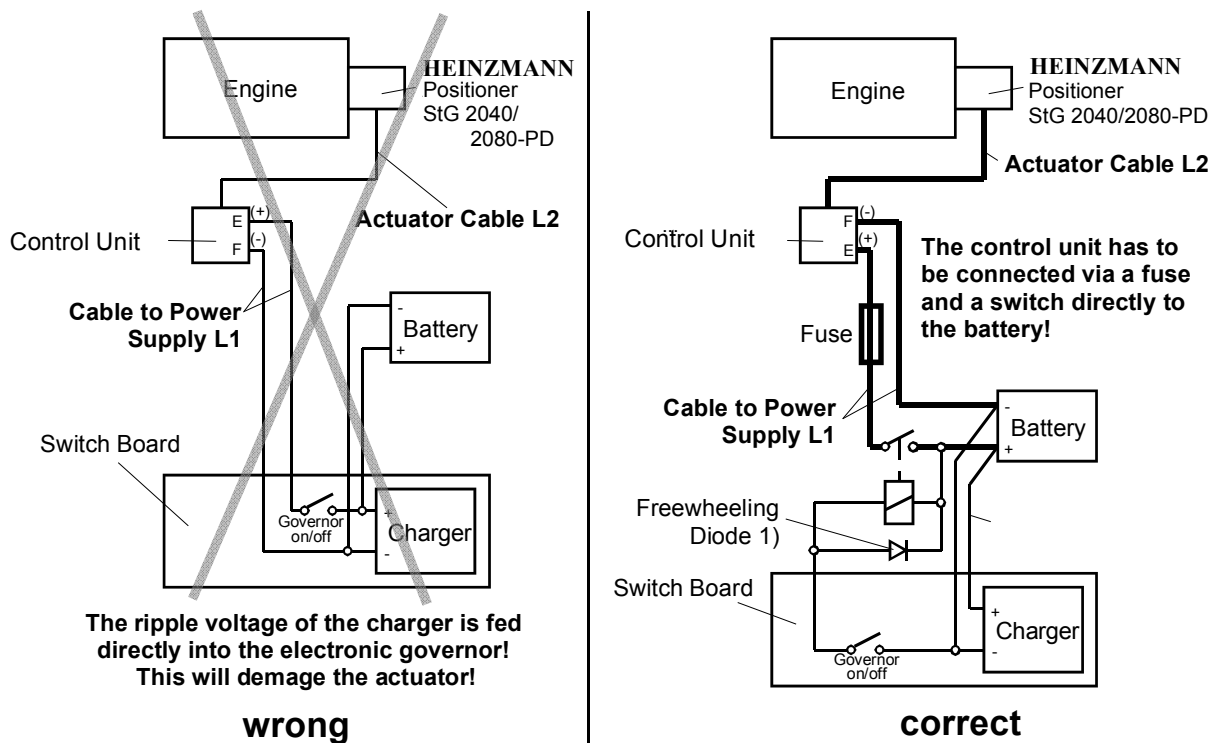 Engine
HEINZMANN
Positioner
StG 2040/
2080-PD
Actuator Cable L2
E (+)
F (-)
Control Unit
Cable to Power
Supply L1
-
Battery
+
Switch Board
Governor
on/off
+
Charger
-
The ripple voltage of the charger is fed
directly into the electronic governor!
This will demage the actuator!
wrong
Engine
HEINZMANN
Positioner
StG 2040/2080-PD
Actuator Cable L2
F (-)
E (+)
Control Unit
The control unit has to
be connected via a fuse
and a switch directly to
the battery!
Fuse
Cable to Power
Supply L1
-
Battery
+
Freewheeling
Diode 1)
Switch Board
+
Charger
-
Governor
on/off
correct